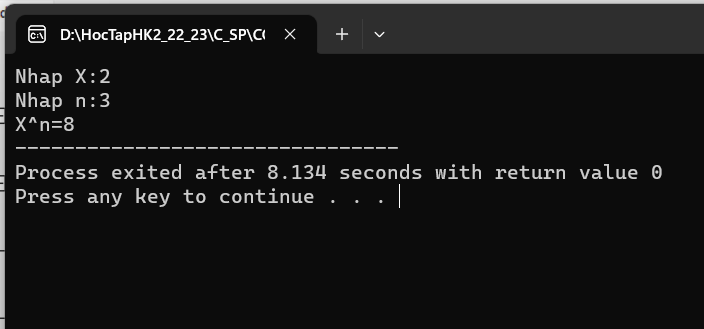 D:\HocTapHK2_22_23\C_SP\C
Nhap X:2
Nhap n:3
X^n=8
--------------------------------
Process exited after 8.134 seconds with return value 0
Press any key to continue . . .